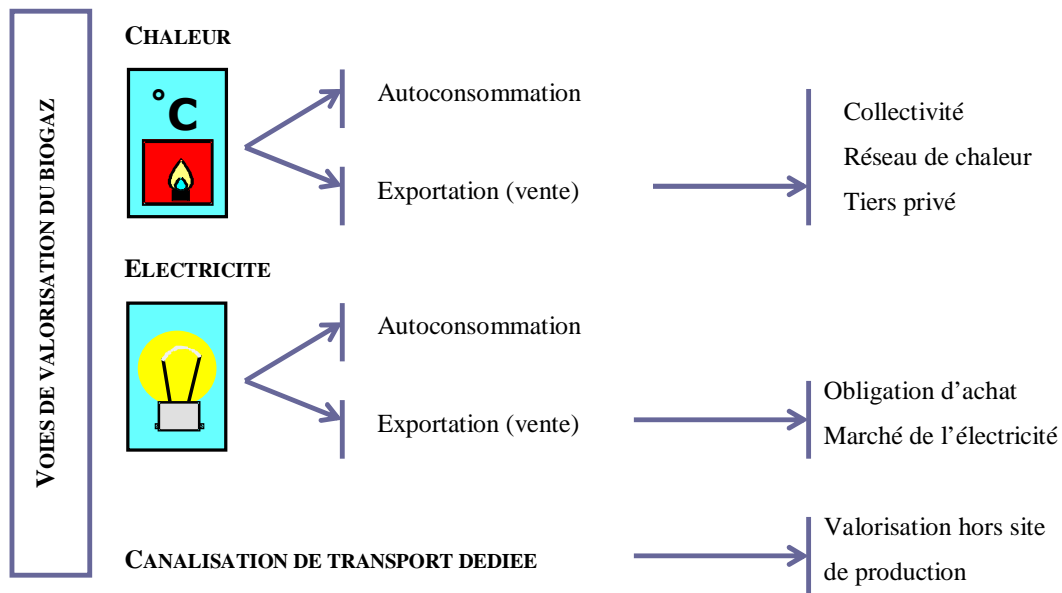 VOIES DE VALORISATION DU BIOGAZ
CHALEUR
°C
Autoconsommation
Exportation (vente)
Collectivité
Réseau de chaleur
Tiers privé
ELECTRICITE
Autoconsommation
Exportation (vente)
Obligation d’achat
Marché de l’électricité
CANALISATION DE TRANSPORT DEDIEE
Valorisation hors site
de production